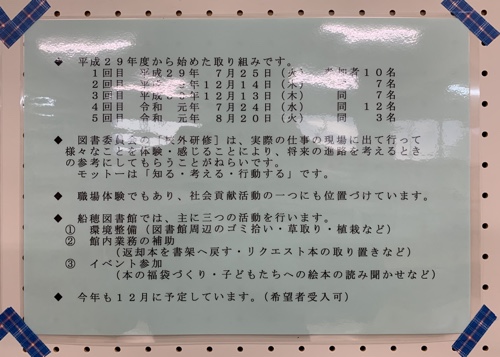 ◆ 平成29年度から始めた取り組みです。
1回目 平成29年 7月25日(火) 参加者10名
2回目 平成 年12月14日(木) 7名
3回目 平成 年12月13日(木) 同 7名
4回目 令和 元年 7月24日(水) 同 12名
5回目 令和 元年 8月20日(火) 同 3名
◆ 図書委員会の[校外研修]は、実際の仕事の現場に出て行って
様々なことを体験・感じることにより、将来の進路を考えるとき
の参考にしてもらうことがねらいです。
モットーは「知る・考える・行動する」です。
◆ 職場体験でもあり、社会貢献活動の一つにも位置づけています。
◆ 船穂図書館では、主に三つの活動を行います。
① 環境整備(図書館周辺のゴミ拾い・草取り・植栽など)
② 館内業務の補助
(返却本を書架へ戻す・リクエスト本の取り置きなど)
③ イベント参加
(本の福袋づくり・子どもたちへの絵本の読み聞かせなど)
◆ 今年も12月に予定しています。(希望者受入可)